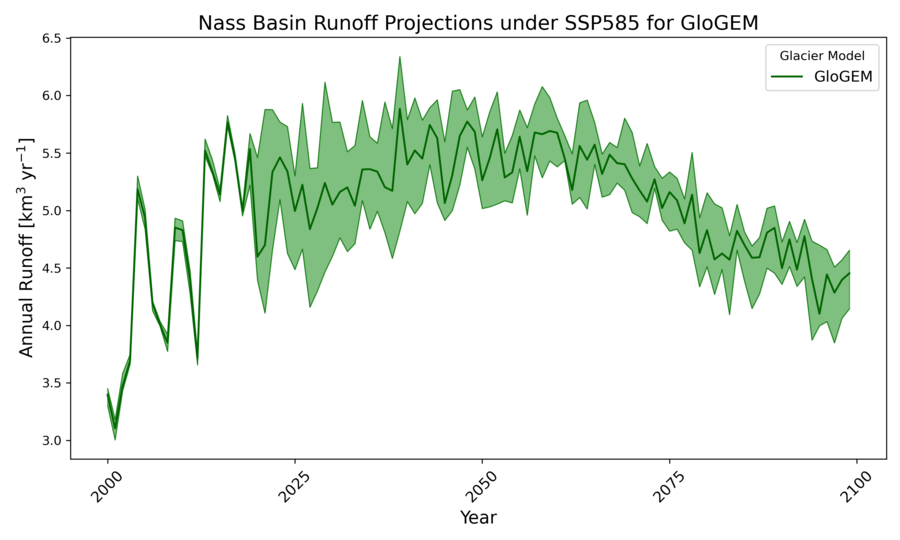 Nass Basin Runoff Projections under SSP585 for GloGEM
Glacier Model
GloGEM
Annual Runoff [km³ yr⁻¹]
6.5
6.0
5.5
5.0
4.5
4.0
3.5
3.0
2000
2025
2050
2075
2100
Year